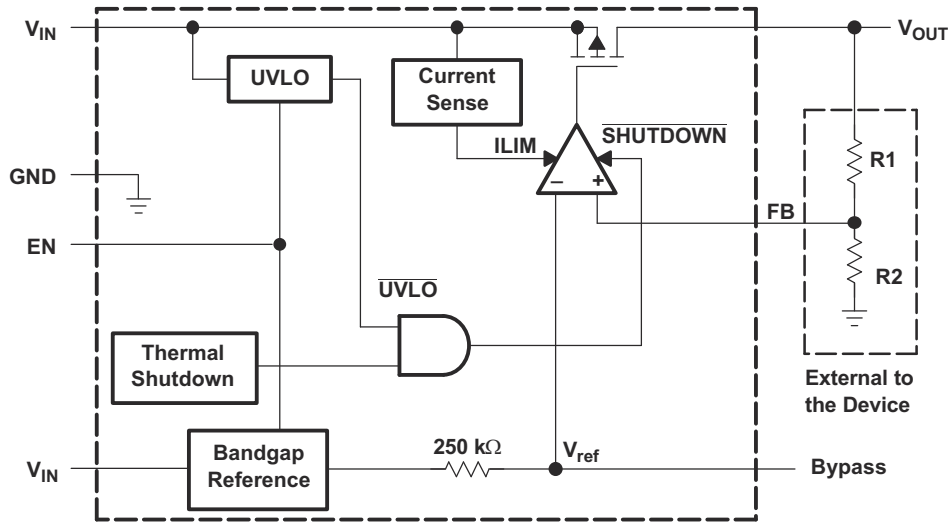 V_IN
V_OUT
UVLO
Current
Sense
SHUTDOWN
ILIM
R1
GND
− +
FB
EN
R2
UVLO
Thermal
Shutdown
External to
the Device
250 kΩ
V_ref
V_IN
Bandgap
Reference
Bypass